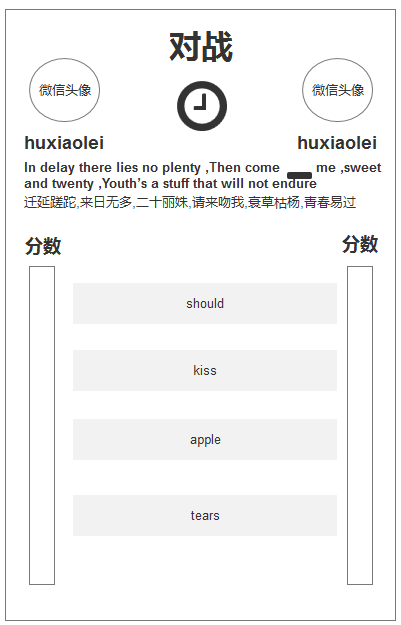 对战
微信头像 微信头像
huxiaolei huxiaolei
In delay there lies no plenty ,Then come me ,sweet
and twenty ,Youth's a stuff that will not endure
迁延蹉跎,来日无多,二十丽姝,请来吻我,衰草枯杨,青春易过
分数 分数
should
kiss
apple
tears